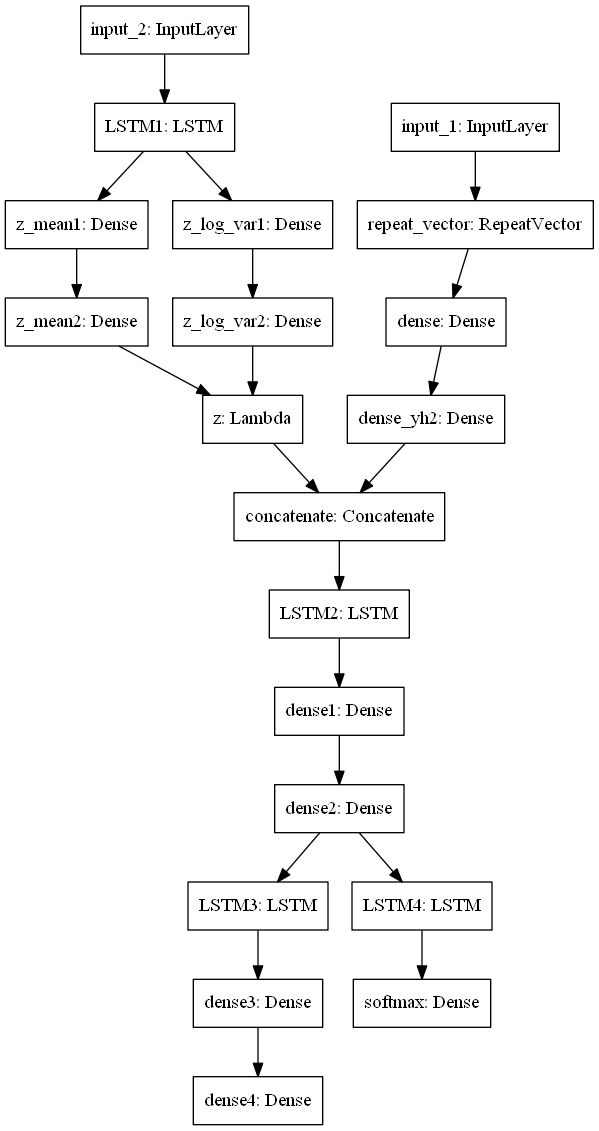 input_2: InputLayer
LSTM1: LSTM
input_1: InputLayer
z_mean1: Dense
z_log_var1: Dense
repeat_vector: RepeatVector
z_mean2: Dense
z_log_var2: Dense
dense: Dense
z: Lambda
dense_yh2: Dense
concatenate: Concatenate
LSTM2: LSTM
dense1: Dense
dense2: Dense
LSTM3: LSTM
LSTM4: LSTM
dense3: Dense
softmax: Dense
dense4: Dense